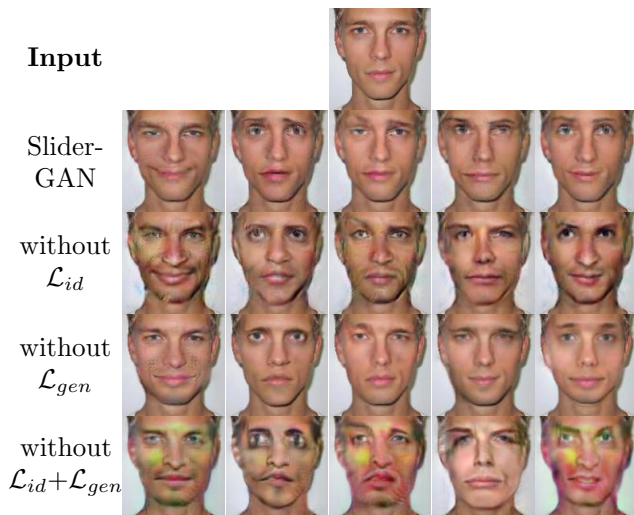 Input
Slider-
GAN
without
ℒ_id
without
ℒ_gen
without
ℒ_id+ℒ_gen